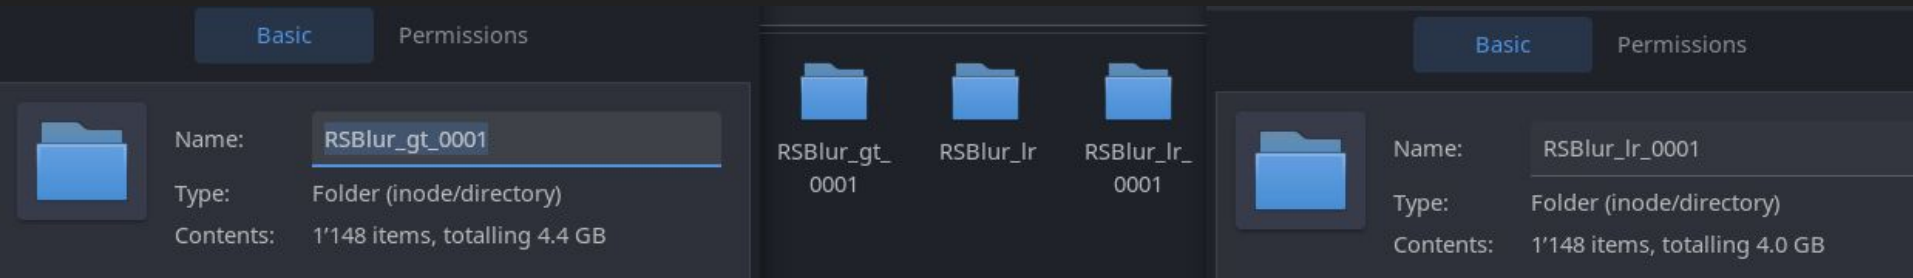 Basic Permissions
Name: RSBlur_gt_0001
Type: Folder (inode/directory)
Contents: 1’148 items, totalling 4.4 GB
RSBlur_gt_
0001
RSBlur_lr
RSBlur_lr_
0001
Basic Permissions
Name: RSBlur_lr_0001
Type: Folder (inode/directory)
Contents: 1’148 items, totalling 4.0 GB